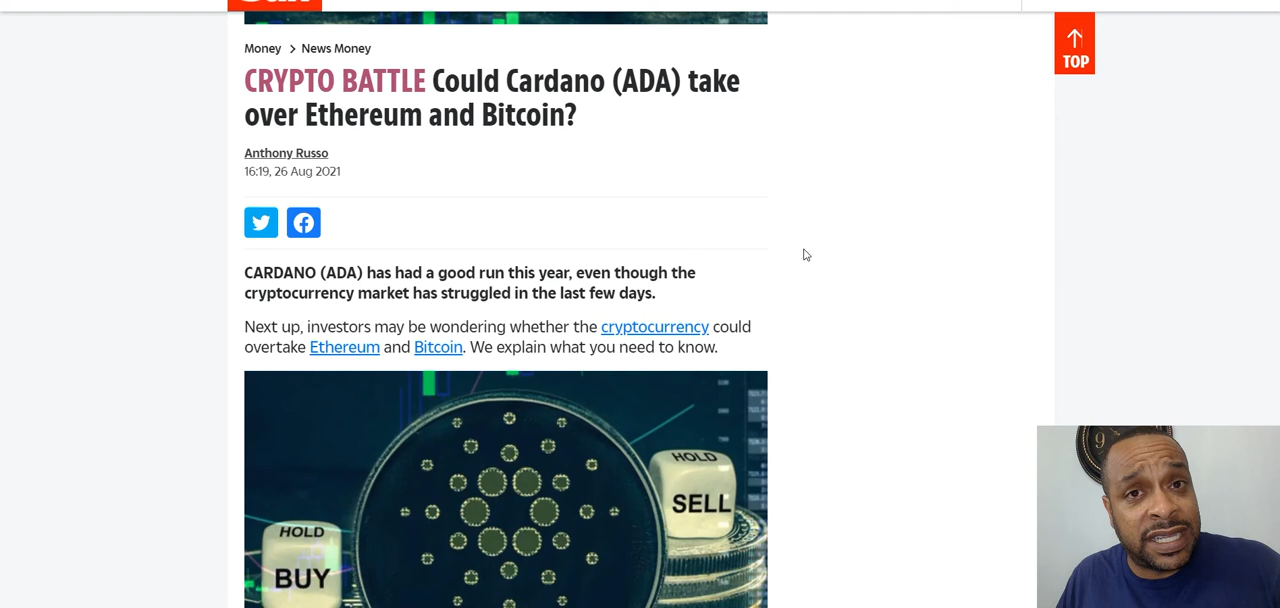 Money > News Money
TOP
CRYPTO BATTLE Could Cardano (ADA) take
over Ethereum and Bitcoin?
Anthony Russo
16:19, 26 Aug 2021
CARDANO (ADA) has had a good run this year, even though the
cryptocurrency market has struggled in the last few days.
Next up, investors may be wondering whether the cryptocurrency could
overtake Ethereum and Bitcoin. We explain what you need to know.
HOLD
SELL
HOLD
BUY
9